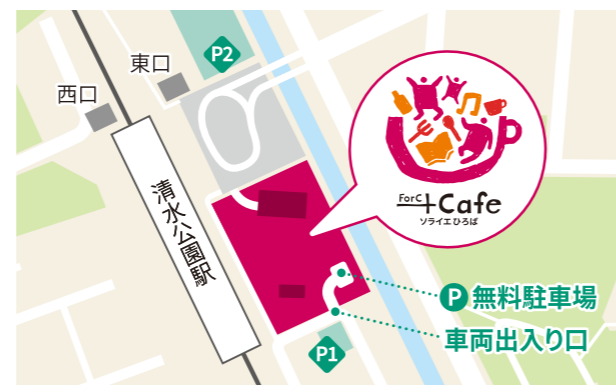 P2
東口
西口
清水公園駅
ForC
+Cafe
ソライエひろば
P 無料駐車場
車両出入り口
P1